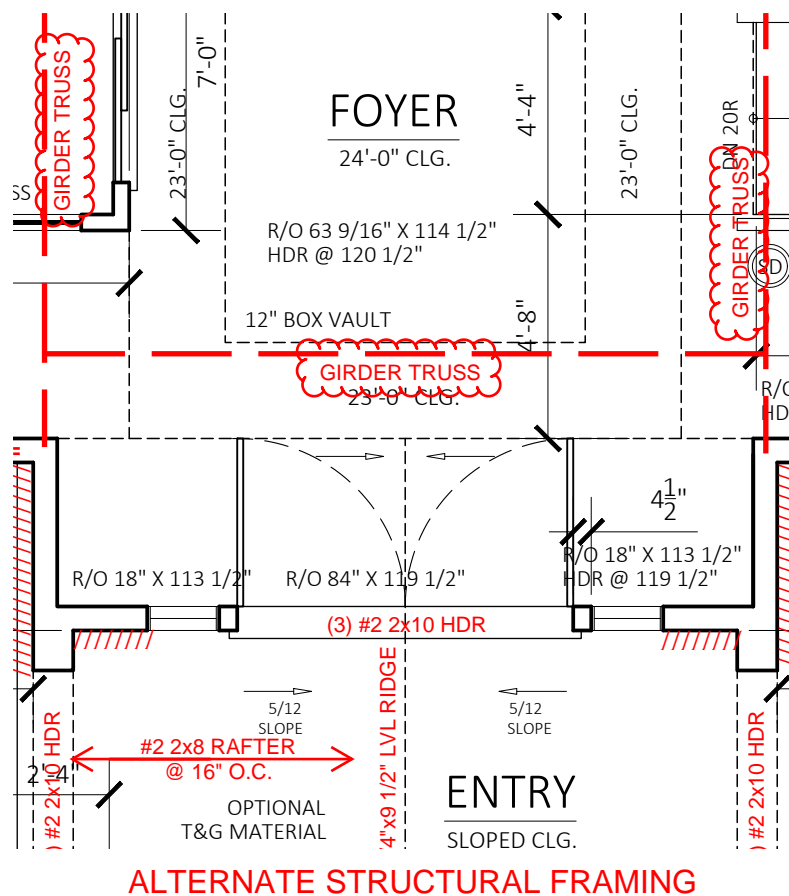 GIRDER TRUSS
23'-0" CLG.
7'-0"
FOYER
24'-0" CLG.
4'-4"
23'-0" CLG.
DN 20R
GIRDER TRUSS
SD
SS
R/O 63 9/16" X 114 1/2"
HDR @ 120 1/2"
12" BOX VAULT
4'-8"
GIRDER TRUSS
23'-0" CLG.
R/O
HD
4 1/2"
R/O 18" X 113 1/2"
R/O 84" X 119 1/2"
R/O 18" X 113 1/2"
HDR @ 119 1/2"
(3) #2 2x10 HDR
5/12
SLOPE
5/12
SLOPE
) #2 2x10 HDR
#2 2x8 RAFTER
@ 16" O.C.
2'-4"
/4"x9 1/2" LVL RIDGE
) #2 2x10 HDR
OPTIONAL
T&G MATERIAL
ENTRY
SLOPED CLG.
ALTERNATE STRUCTURAL FRAMING